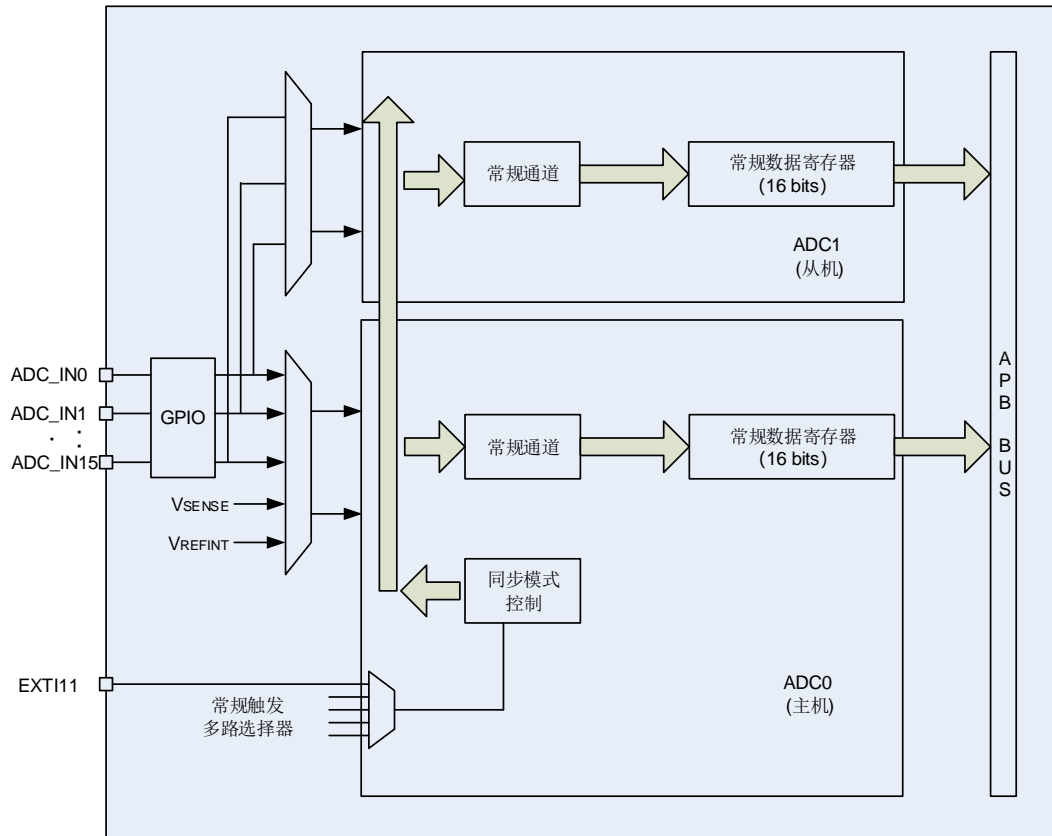 常规通道
常规数据寄存器
(16 bits)
ADC1
(从机)
ADC_IN0
ADC_IN1
ADC_IN15
GPIO
VSENSE
VREFINT
常规通道
常规数据寄存器
(16 bits)
同步模式
控制
EXTI11
常规触发
多路选择器
ADC0
(主机)
APB BUS